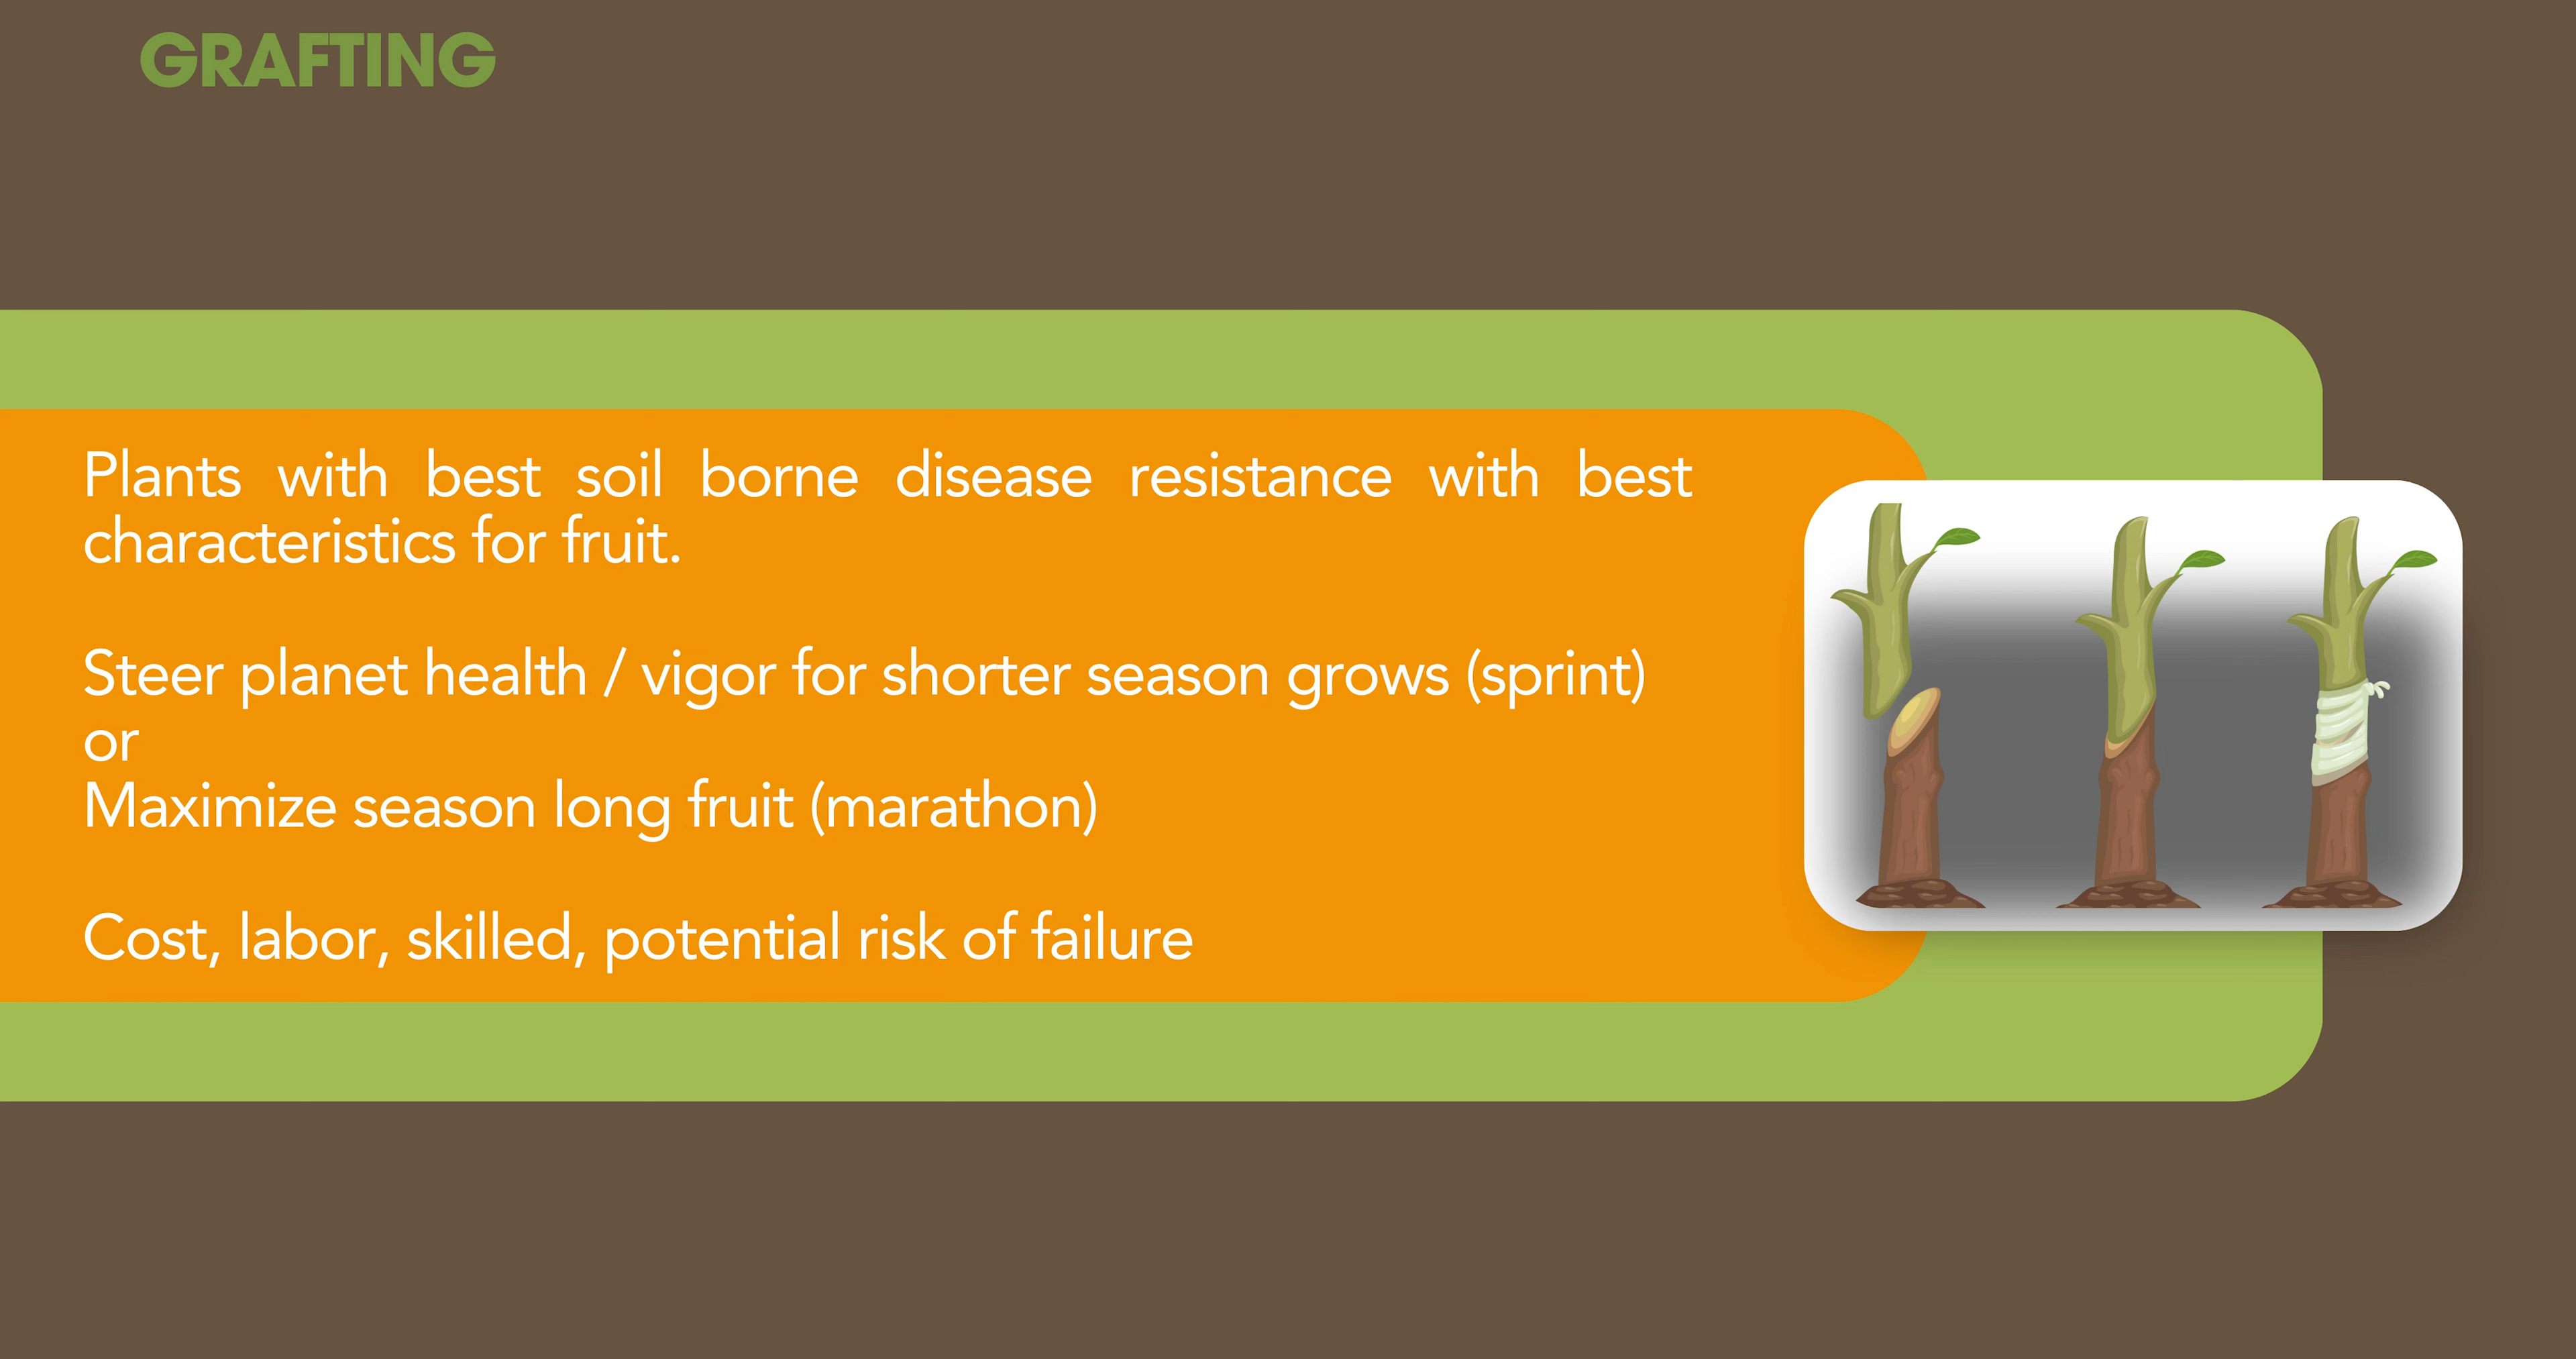 GRAFTING
Plants with best soil borne disease resistance with best
characteristics for fruit.
Steer planet health / vigor for shorter season grows (sprint)
or
Maximize season long fruit (marathon)
Cost, labor, skilled, potential risk of failure